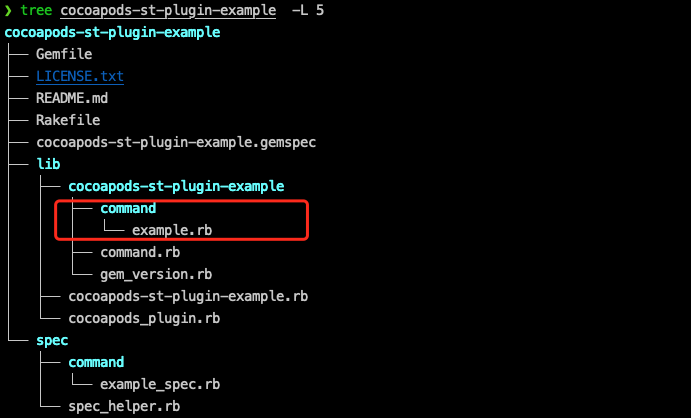 ❯ tree cocoapods-st-plugin-example  -L 5
cocoapods-st-plugin-example
├── Gemfile
├── LICENSE.txt
├── README.md
├── Rakefile
├── cocoapods-st-plugin-example.gemspec
├── lib
│   ├── cocoapods-st-plugin-example
│   │   ├── command
│   │   │   └── example.rb
│   │   ├── command.rb
│   │   └── gem_version.rb
│   ├── cocoapods-st-plugin-example.rb
│   └── cocoapods_plugin.rb
└── spec
    ├── command
    │   └── example_spec.rb
    └── spec_helper.rb